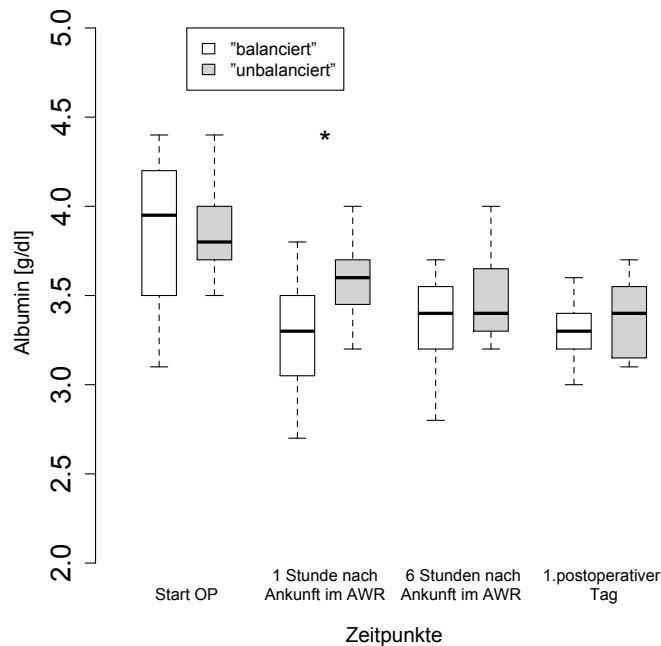 ”balanciert”
”unbalanciert”
*
Albumin [g/dl]
5.0
4.5
4.0
3.5
3.0
2.5
2.0
Start OP
1 Stunde nach
Ankunft im AWR
6 Stunden nach
Ankunft im AWR
1.postoperativer
Tag
Zeitpunkte